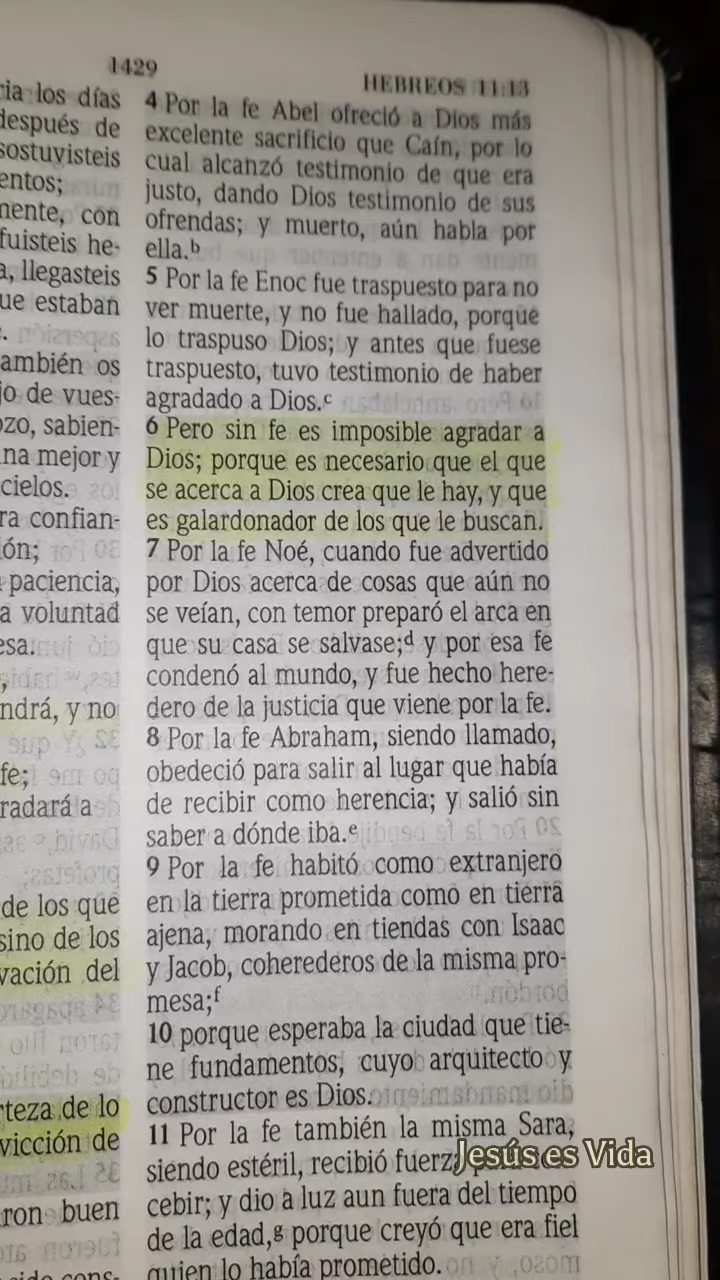 1429
HEBREOS 11:13
ria los días
después de
sostuvisteis
entos;
mente, con
fuisteis he-
a, llegasteis
ue estaban
ambién os
jo de vues-
ozo, sabien-
na mejor y
cielos.
ra confian-
ón;
paciencia,
a voluntad
esa.
ndrá, y no
fe;
radará a
de los que
sino de los
vación del
rteza de lo
vicción de
ron buen
4 Por la fe Abel ofreció a Dios más
excelente sacrificio que Caín, por lo
cual alcanzó testimonio de que era
justo, dando Dios testimonio de sus
ofrendas; y muerto, aún habla por
ella.b
5 Por la fe Enoc fue traspuesto para no
ver muerte, y no fue hallado, porque
lo traspuso Dios; y antes que fuese
traspuesto, tuvo testimonio de haber
agradado a Dios.c
6 Pero sin fe es imposible agradar a
Dios; porque es necesario que el que
se acerca a Dios crea que le hay, y que
es galardonador de los que le buscan.
7 Por la fe Noé, cuando fue advertido
por Dios acerca de cosas que aún no
se veían, con temor preparó el arca en
que su casa se salvase;d y por esa fe
condenó al mundo, y fue hecho here-
dero de la justicia que viene por la fe.
8 Por la fe Abraham, siendo llamado,
obedeció para salir al lugar que había
de recibir como herencia; y salió sin
saber a dónde iba.e
9 Por la fe habitó como extranjero
en la tierra prometida como en tierra
ajena, morando en tiendas con Isaac
y Jacob, coherederos de la misma pro-
mesa;f
10 porque esperaba la ciudad que tie-
ne fundamentos, cuyo arquitecto y
constructor es Dios.
11 Por la fe también la misma Sara,
siendo estéril, recibió fuerz
Jesús es Vida
cebir; y dio a luz aun fuera del tiempo
de la edad,g porque creyó que era fiel
quien lo había prometido.